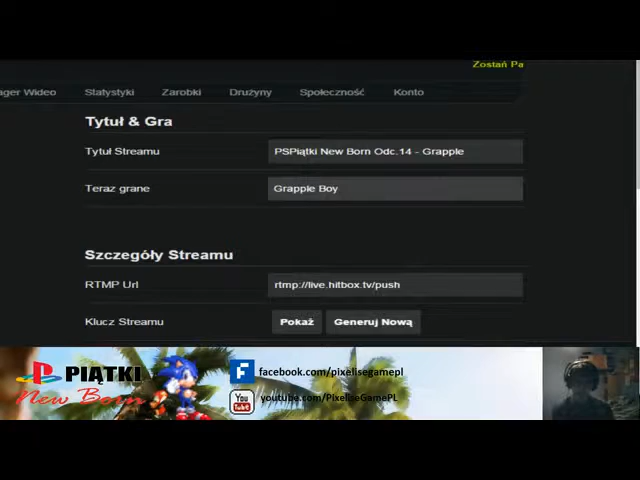 Zostań Pa
ager Wideo Statystyki Zarobki Drużyny Społeczność Konto
Tytuł & Gra
Tytuł Streamu PSPiątki New Born Odc.14 - Grapple
Teraz grane Grapple Boy
Szczegóły Streamu
RTMP Url rtmp://live.hitbox.tv/push
Klucz Streamu Pokaż Generuj Nową
PIĄTKI
New Born
facebook.com/pixelisegamepl
You Tube youtube.com/PixeliseGamePL